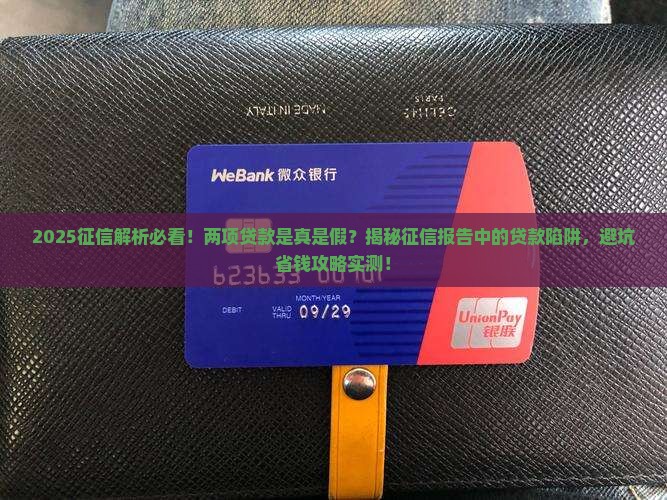 MADE IN ITALY
CELINE
PARIS
WeBank 微众银行
2025征信解析必看！两项贷款是真是假？揭秘征信报告中的贷款陷阱，避坑
省钱攻略实测！
MONTH/YEAR
DEBIT
VALID
THRU
09/29
UnionPay
银联